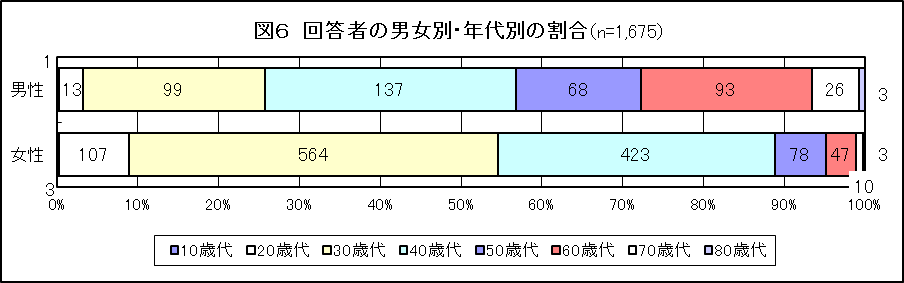 図6 回答者の男女別・年代別の割合(n=1,675)
1
男性 13 99 137 68 93 26 3
女性 107 564 423 78 47 3
3 10
0% 10% 20% 30% 40% 50% 60% 70% 80% 90% 100%
10歳代 20歳代 30歳代 40歳代 50歳代 60歳代 70歳代 80歳代